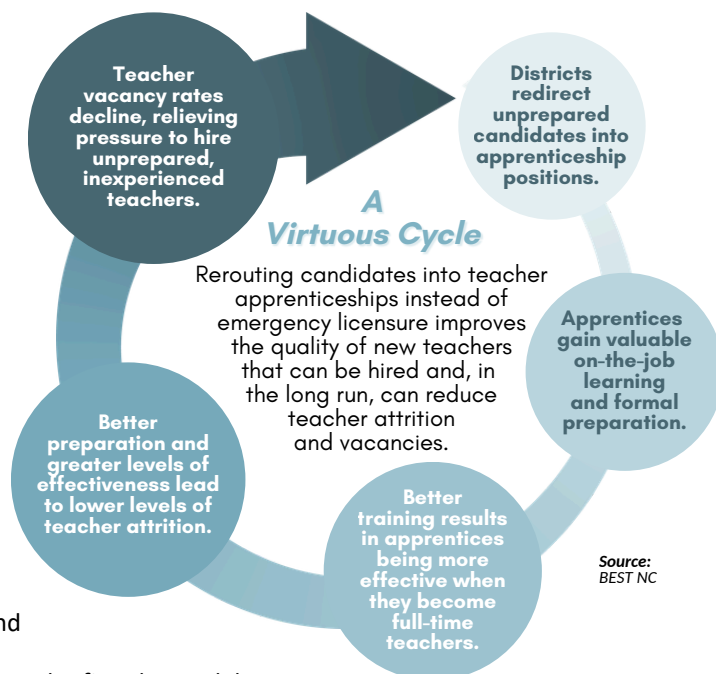 Teacher
vacancy rates
decline, relieving
pressure to hire
unprepared,
inexperienced
teachers.
Districts
redirect
unprepared
candidates into
apprenticeship
positions.
A
Virtuous Cycle
Rerouting candidates into teacher
apprenticeships instead of
emergency licensure improves
the quality of new teachers
that can be hired and, in
the long run, can reduce
teacher attrition
and vacancies.
Apprentices
gain valuable
on-the-job
learning
and formal
preparation.
Better
preparation and
greater levels of
effectiveness lead
to lower levels of
teacher attrition.
Better
training results
in apprentices
being more
effective when
they become
full-time
teachers.
Source:
BEST NC